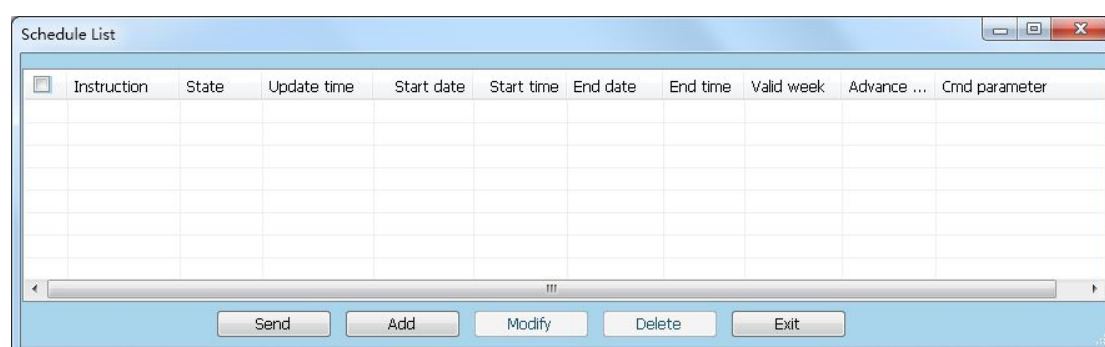 Schedule List
Instruction State Update time Start date Start time End date End time Valid week Advance ... Cmd parameter
Send Add Modify Delete Exit